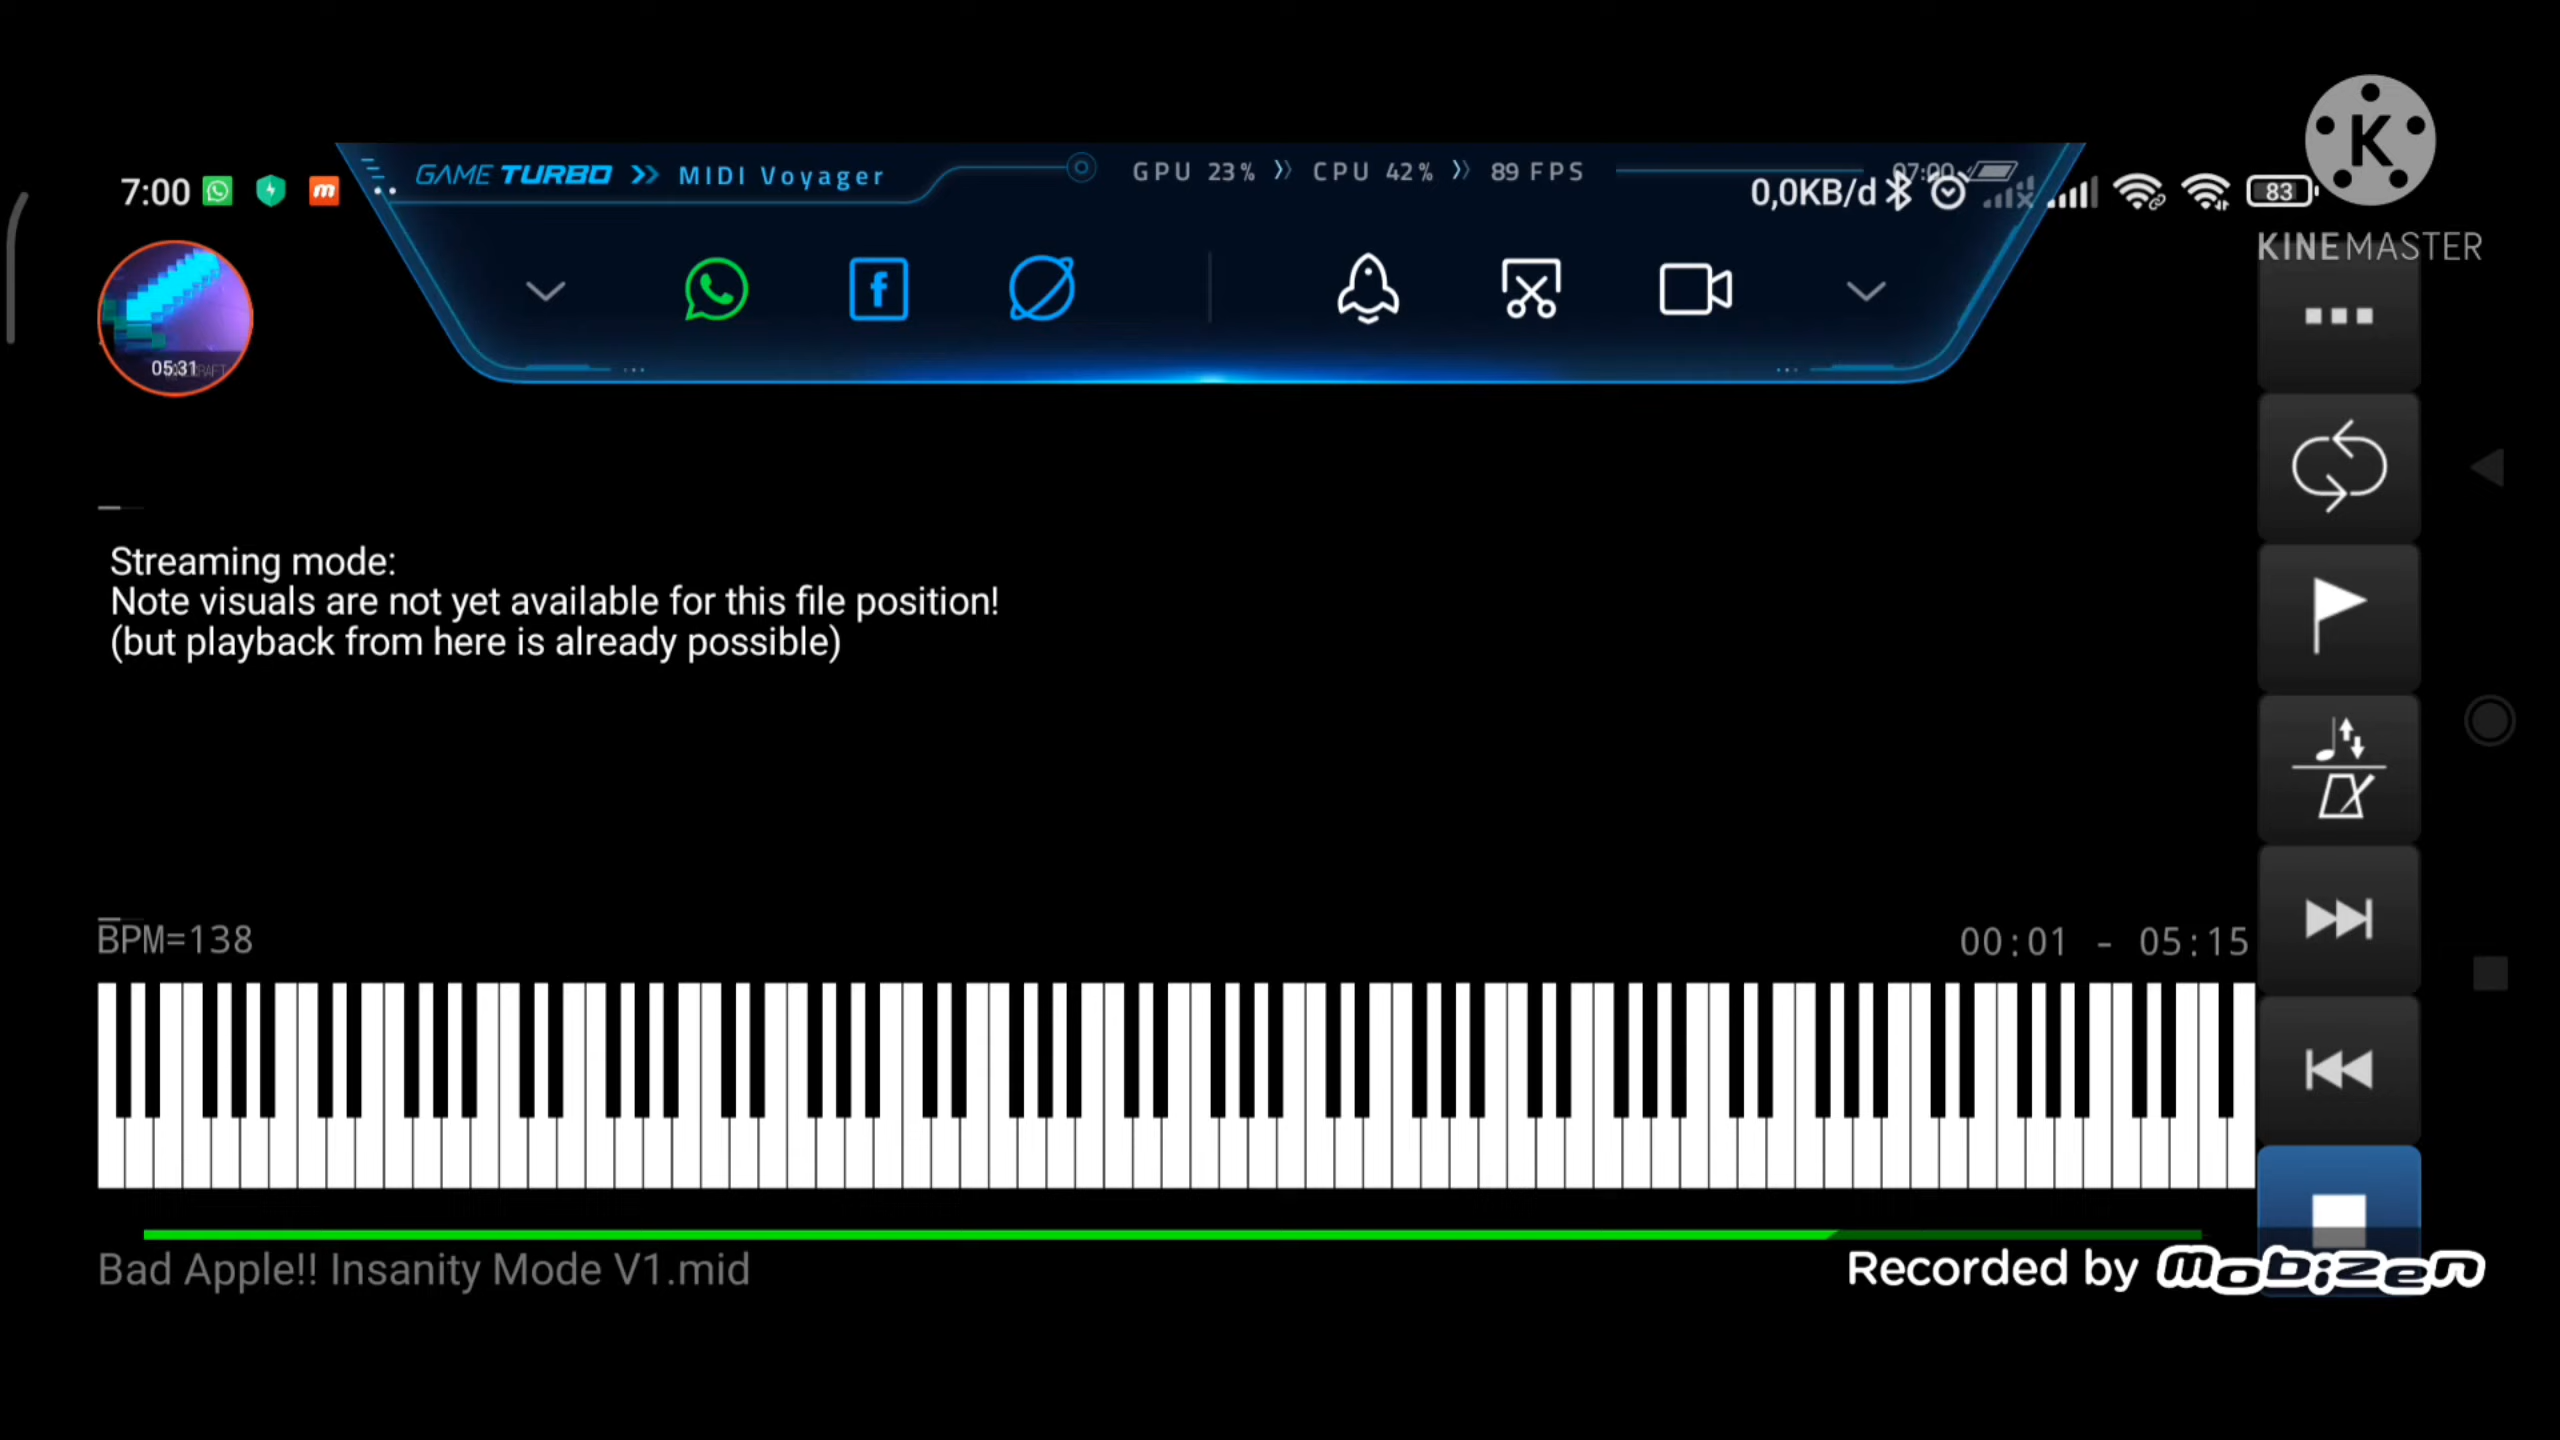 7:00
GAME TURBO MIDI Voyager
GPU 23% CPU 42% 89 FPS
07:00
0,0KB/d
83
K
KINEMASTER
m
f
05:31
Streaming mode:
Note visuals are not yet available for this file position!
(but playback from here is already possible)
BPM=138
00:01 - 05:15
Bad Apple!! Insanity Mode V1.mid
Recorded by mobizen